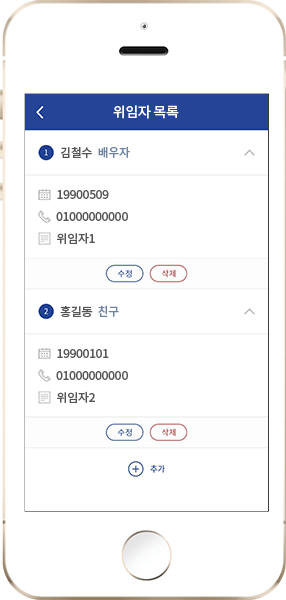 위임자 목록
1 김철수 배우자
19900509
01000000000
위임자1
수정 삭제
2 홍길동 친구
19900101
01000000000
위임자2
수정 삭제
추가